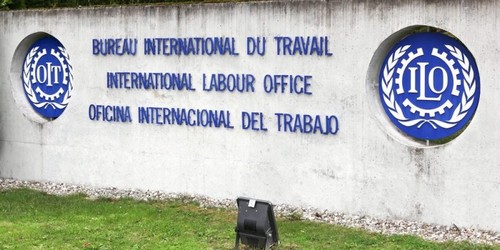 OIT
BUREAU INTERNATIONAL DU TRAVAIL
INTERNATIONAL LABOUR OFFICE
OFICINA INTERNACIONAL DEL TRABAJO
ILO